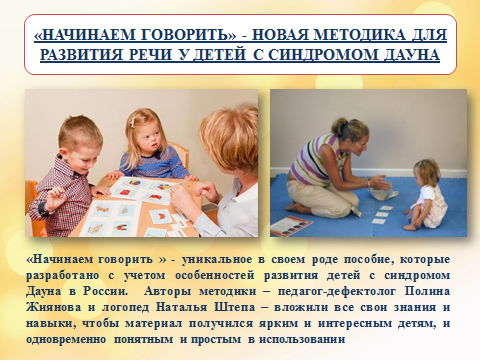 «НАЧИНАЕМ ГОВОРИТЬ» - НОВАЯ МЕТОДИКА ДЛЯ
РАЗВИТИЯ РЕЧИ У ДЕТЕЙ С СИНДРОМОМ ДАУНА
«Начинаем говорить » - уникальное в своем роде пособие, которые
разработано с учетом особенностей развития детей с синдромом
Дауна в России. Авторы методики – педагог-дефектолог Полина
Жиянова и логопед Наталья Штепа – вложили все свои знания и
навыки, чтобы материал получился ярким и интересным детям, и
одновременно понятным и простым в использовании